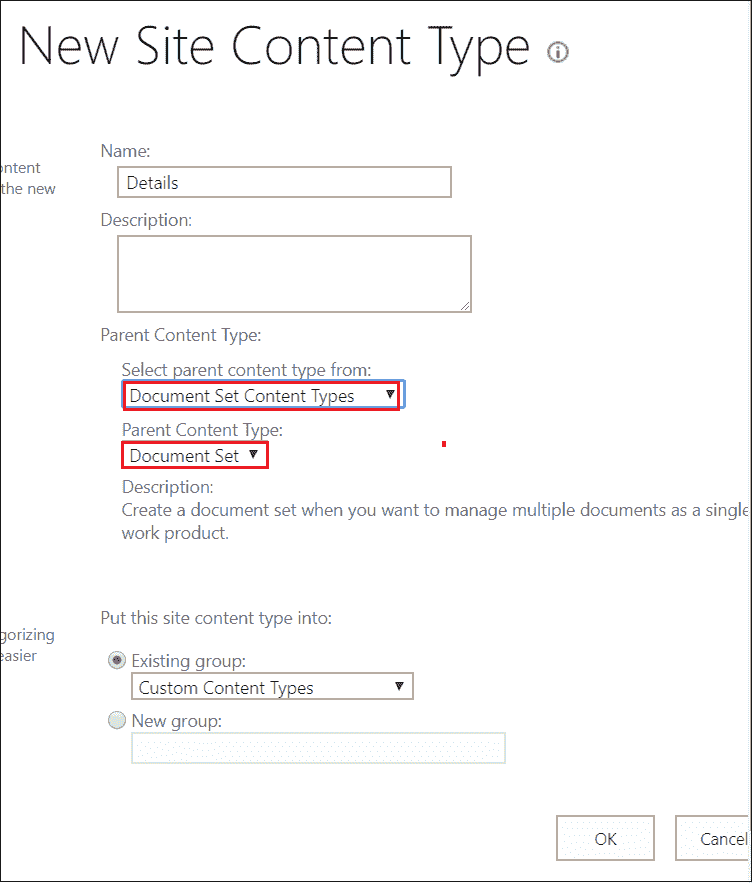 New Site Content Type
Name:
ontent
the new
Details
Description:
Parent Content Type:
Select parent content type from:
Document Set Content Types
Parent Content Type:
Document Set
Description:
Create a document set when you want to manage multiple documents as a single
work product.
Put this site content type into:
gorizing
easier
Existing group:
Custom Content Types
New group:
OK
Cancel